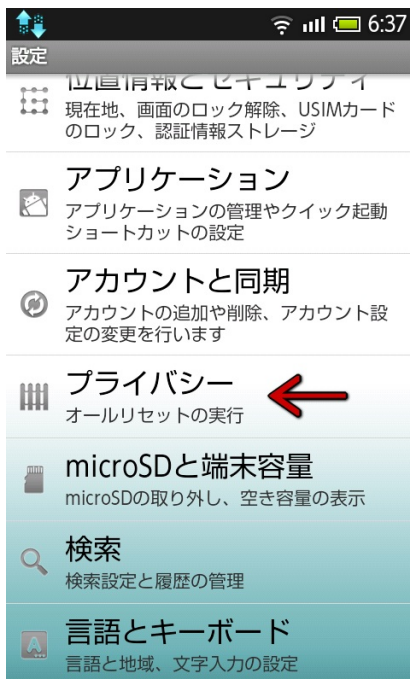 6:37
設定
位置情報とセキュリティ
現在地、画面のロック解除、USIMカード
のロック、認証情報ストレージ
アプリケーション
アプリケーションの管理やクイック起動
ショートカットの設定
アカウントと同期
アカウントの追加や削除、アカウント設
定の変更を行います
プライバシー
オールリセットの実行
microSDと端末容量
microSDの取り外し、空き容量の表示
検索
検索設定と履歴の管理
言語とキーボード
言語と地域、文字入力の設定